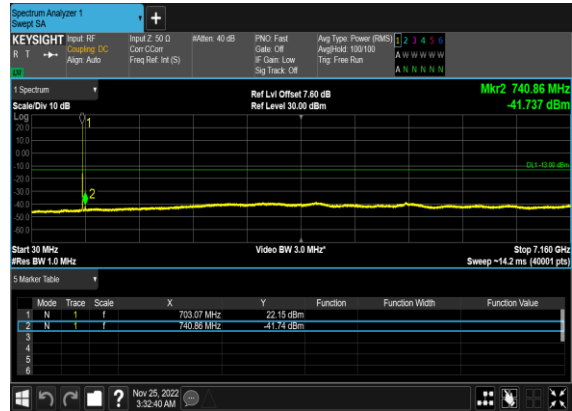 Spectrum Analyzer 1
Swept SA
+
KEYSIGHT Input: RF Input Z: 50 Ω #Atten: 40 dB PNO: Fast Avg Type: Power (RMS) 1 2 3 4 5 6
R T Coupling: DC Corr CCorr Gate: Off Avg|Hold: 100/100 A W W W W W
Align: Auto Freq Ref: Int (S) IF Gain: Low Trig: Free Run
Sig Track: Off A N N N N N
1 Spectrum Ref Lvl Offset 7.60 dB Mkr2 740.86 MHz
Scale/Div 10 dB Ref Level 30.00 dBm -41.737 dBm
Log
20.0
10.0
0.00
-10.0
-20.0
-30.0
-40.0
-50.0
-60.0
1
2
DL1 -13.00 dBm
Start 30 MHz Video BW 3.0 MHz* Stop 7.160 GHz
#Res BW 1.0 MHz Sweep ~14.2 ms (40001 pts)
5 Marker Table
Mode Trace Scale X Y Function Function Width Function Value
1 N 1 f 703.07 MHz 22.15 dBm
2 N 1 f 740.86 MHz -41.74 dBm
3
4
5
6
? Nov 25, 2022
3:32:40 AM